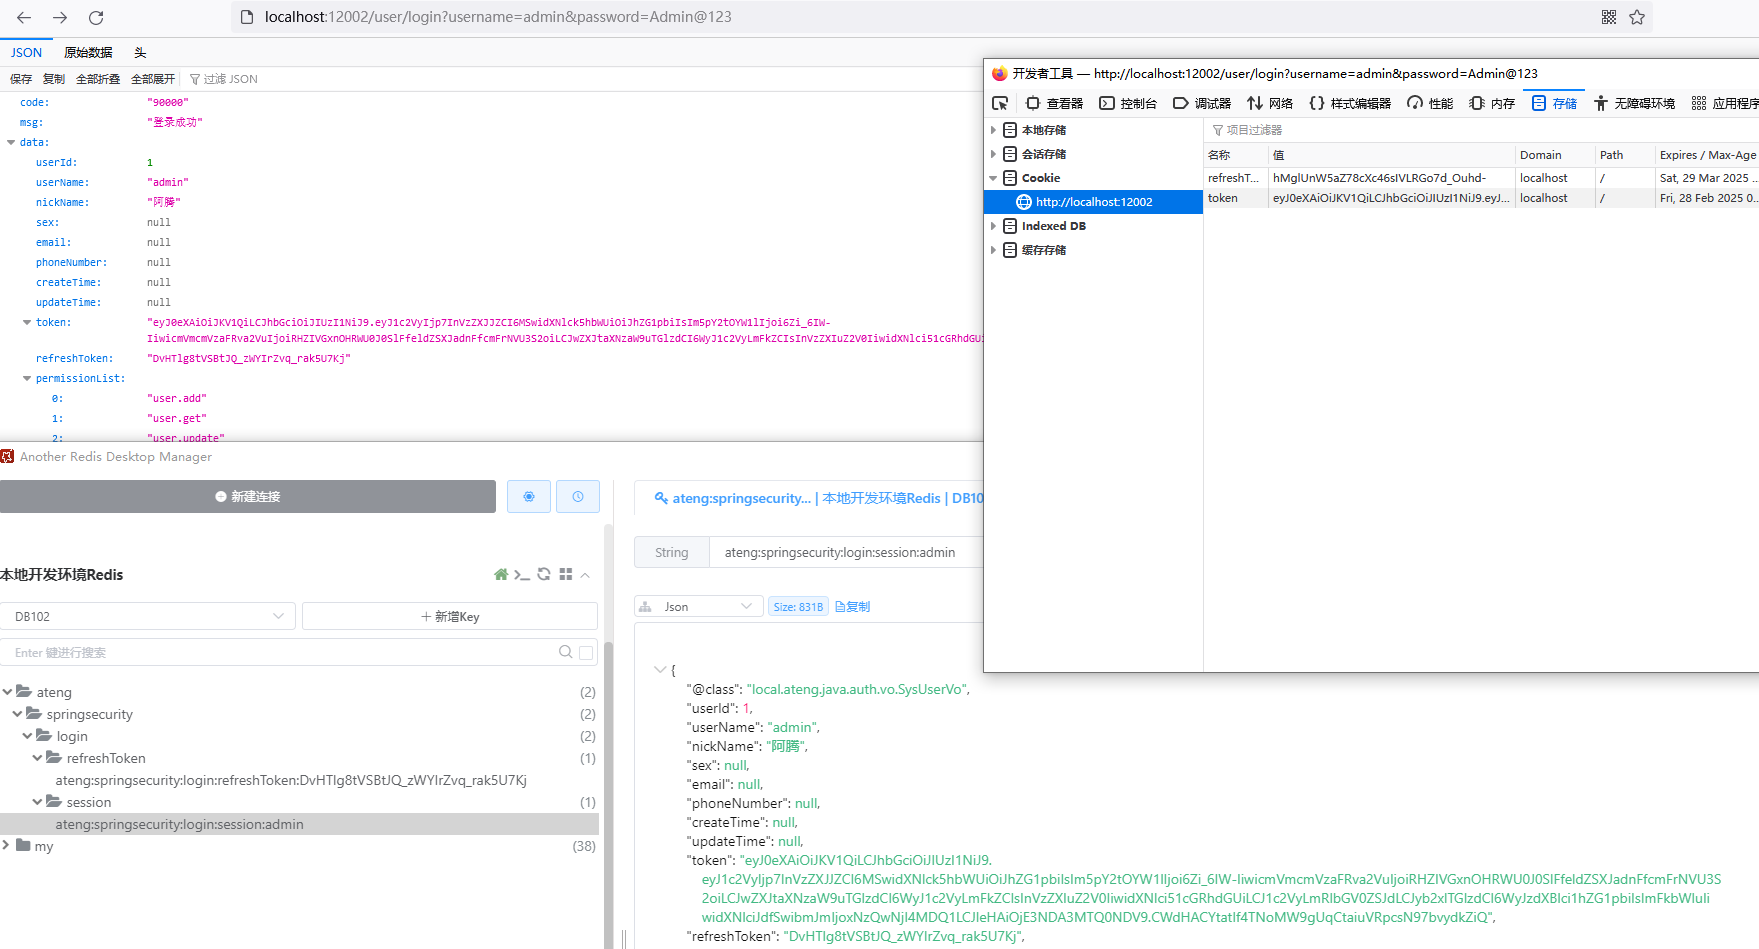 localhost:12002/user/login?username=admin&password=Admin@123
JSON 原始数据 头
保存 复制 全部折叠 全部展开 过滤 JSON
code: "90000"
msg: "登录成功"
data:
userId: 1
userName: "admin"
nickName: "阿腾"
sex: null
email: null
phoneNumber: null
createTime: null
updateTime: null
token:
refreshToken: "DvHTlg8tVSBtJQ_zWYIrZvq_rak5U7Kj"
permissionList:
0: "user.add"
1: "user.get"
2: "user.update"
开发者工具 — http://localhost:12002/user/login?username=admin&password=Admin@123
查看器 控制台 调试器 网络 样式编辑器 性能 内存 存储 无障碍环境 应用程序
本地存储
会话存储
Cookie
http://localhost:12002
Indexed DB
缓存存储
项目过滤器
名称 值 Domain Path Expires / Max-Age
refreshT... hMglUnW5aZ78cXc46sIVLRGo7d_Ouhd- localhost / Sat, 29 Mar 2025 ...
token eyJ0eXAiOiJKV1QiLCJhbGciOiJIUzI1NiJ9.eyJ... localhost / Fri, 28 Feb 2025 0...
Another Redis Desktop Manager
新建连接
本地开发环境Redis
DB102
新增Key
Enter 键进行搜索
ateng (2)
springsecurity (2)
login (2)
refreshToken (1)
ateng:springsecurity:login:refreshToken:DvHTlg8tVSBtJQ_zWYIrZvq_rak5U7Kj
session (1)
ateng:springsecurity:login:session:admin
my (38)
ateng:springsecurity... | 本地开发环境Redis | DB10
String ateng:springsecurity:login:session:admin
Json Size: 831B 复制
{
"@class": "local.ateng.java.auth.vo.SysUserVo",
"userId": 1,
"userName": "admin",
"nickName": "阿腾",
"sex": null,
"email": null,
"phoneNumber": null,
"createTime": null,
"updateTime": null,
"token": "eyJ0eXAiOiJKV1QiLCJhbGciOiJIUzI1NiJ9.
"refreshToken": "DvHTlg8tVSBtJQ_zWYIrZvq_rak5U7Kj",